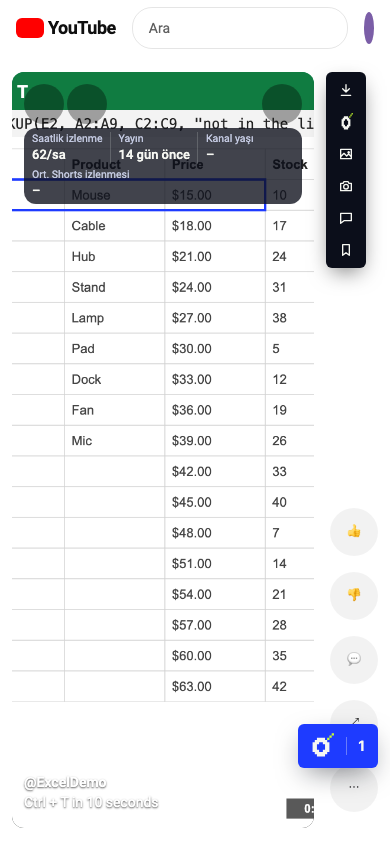 YouTube
Ara
T
KUP(E2, A2:A9, C2:C9, "not in the li
Saatlik izlenme Yayın Kanal yaşı
62/sa 14 gün önce –
Ort. Shorts izlenmesi
–
Product Price Stock
Mouse $15.00 10
Cable $18.00 17
Hub $21.00 24
Stand $24.00 31
Lamp $27.00 38
Pad $30.00 5
Dock $33.00 12
Fan $36.00 19
Mic $39.00 26
$42.00 33
$45.00 40
$48.00 7
$51.00 14
$54.00 21
$57.00 28
$60.00 35
$63.00 42
1
@ExcelDemo
Ctrl + T in 10 seconds
0: